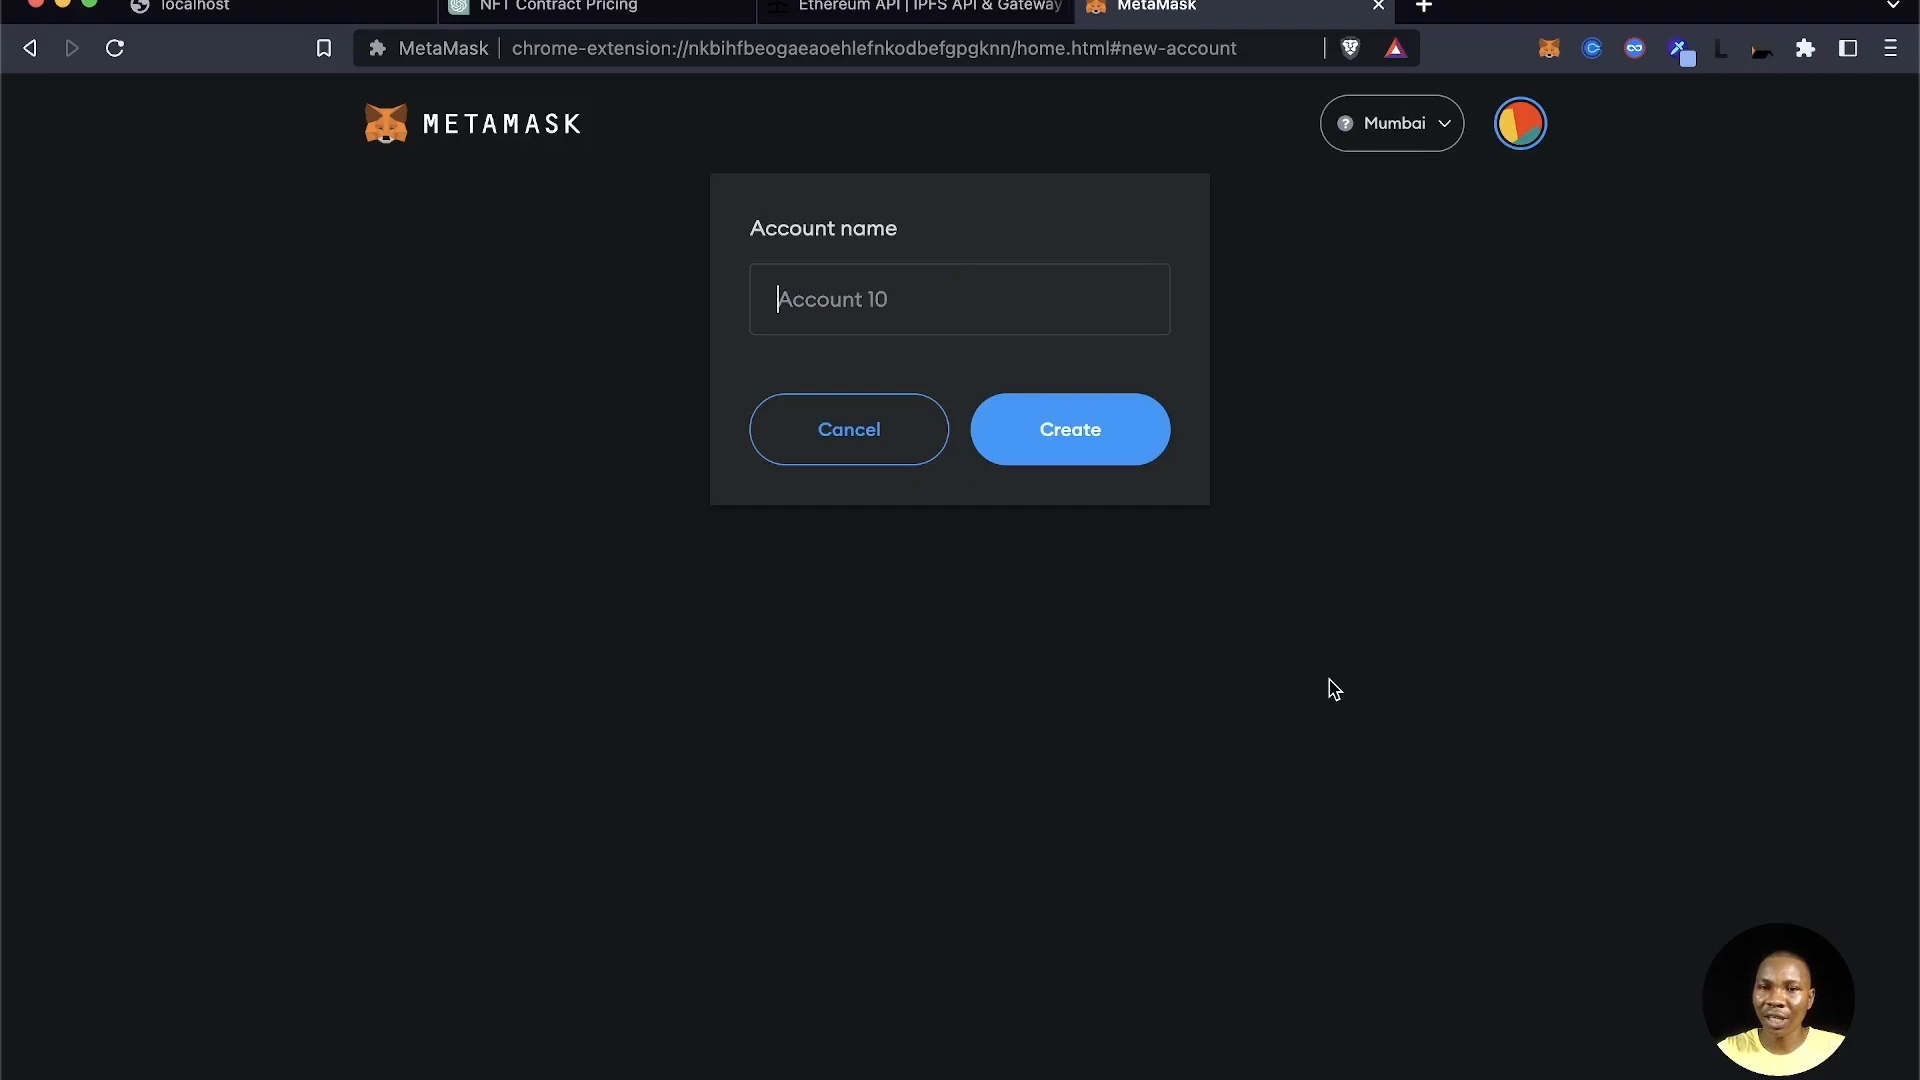 localhost
NFT Contract Pricing
Ethereum API | IPFS API & Gateway
MetaMask
MetaMask
chrome-extension://nkbihfbeogaeaoehlefnkodbefgpgknn/home.html#new-account
METAMASK
Mumbai
Account name
Account 10
Cancel
Create